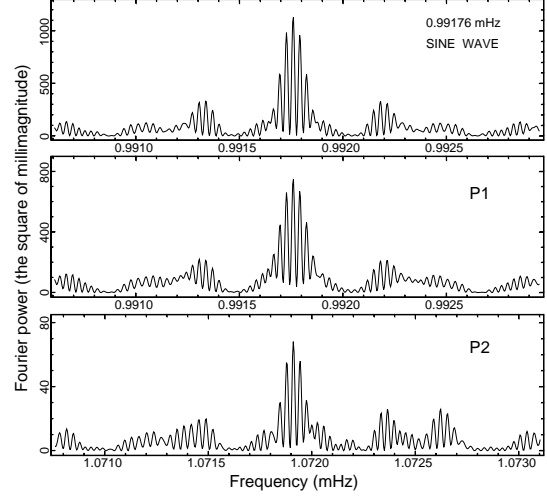 Fourier power (the square of millimagnitude)
0.99176 mHz
SINE WAVE
1000
500
0
0.9910 0.9915 0.9920 0.9925
P1
800
400
0
0.9910 0.9915 0.9920 0.9925
P2
80
40
0
1.0710 1.0715 1.0720 1.0725 1.0730
Frequency (mHz)